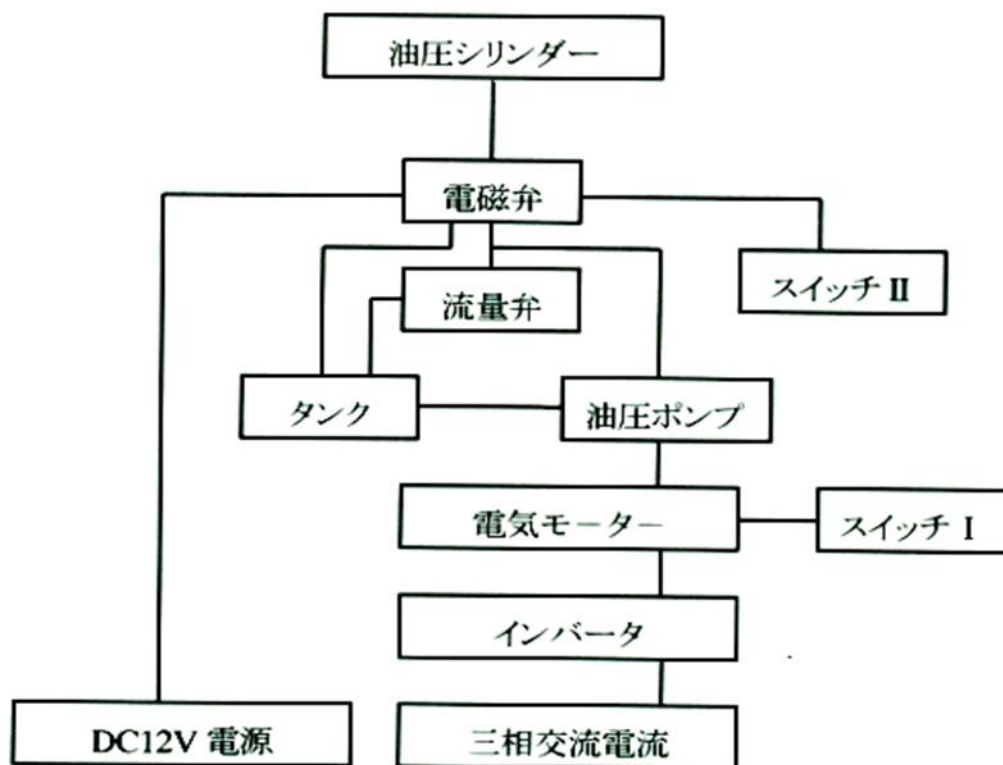 油圧シリンダー
電磁弁
スイッチ II
流量弁
タンク
油圧ポンプ
電気モーター
スイッチ I
インバータ
DC12V 電源
三相交流電流